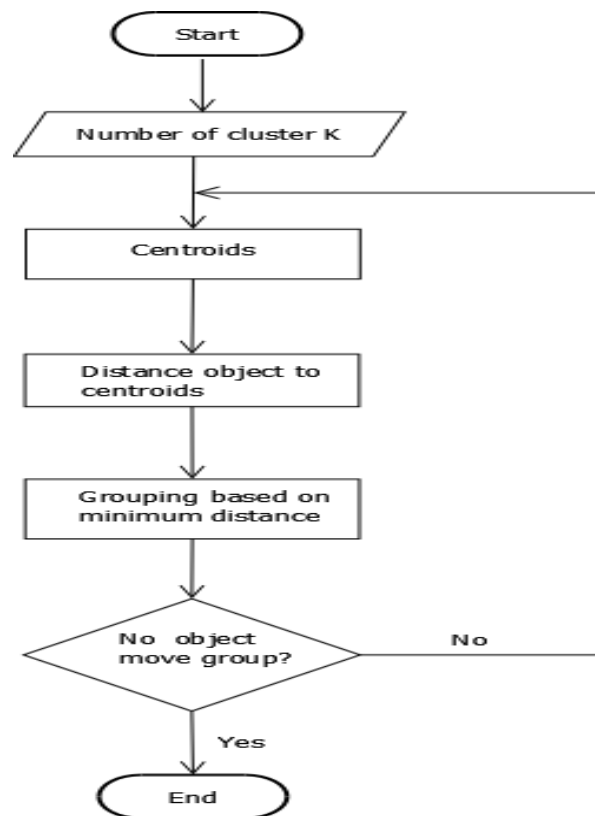 Start
Number of cluster K
Centroids
Distance object to
centroids
Grouping based on
minimum distance
No object
move group?
No
Yes
End